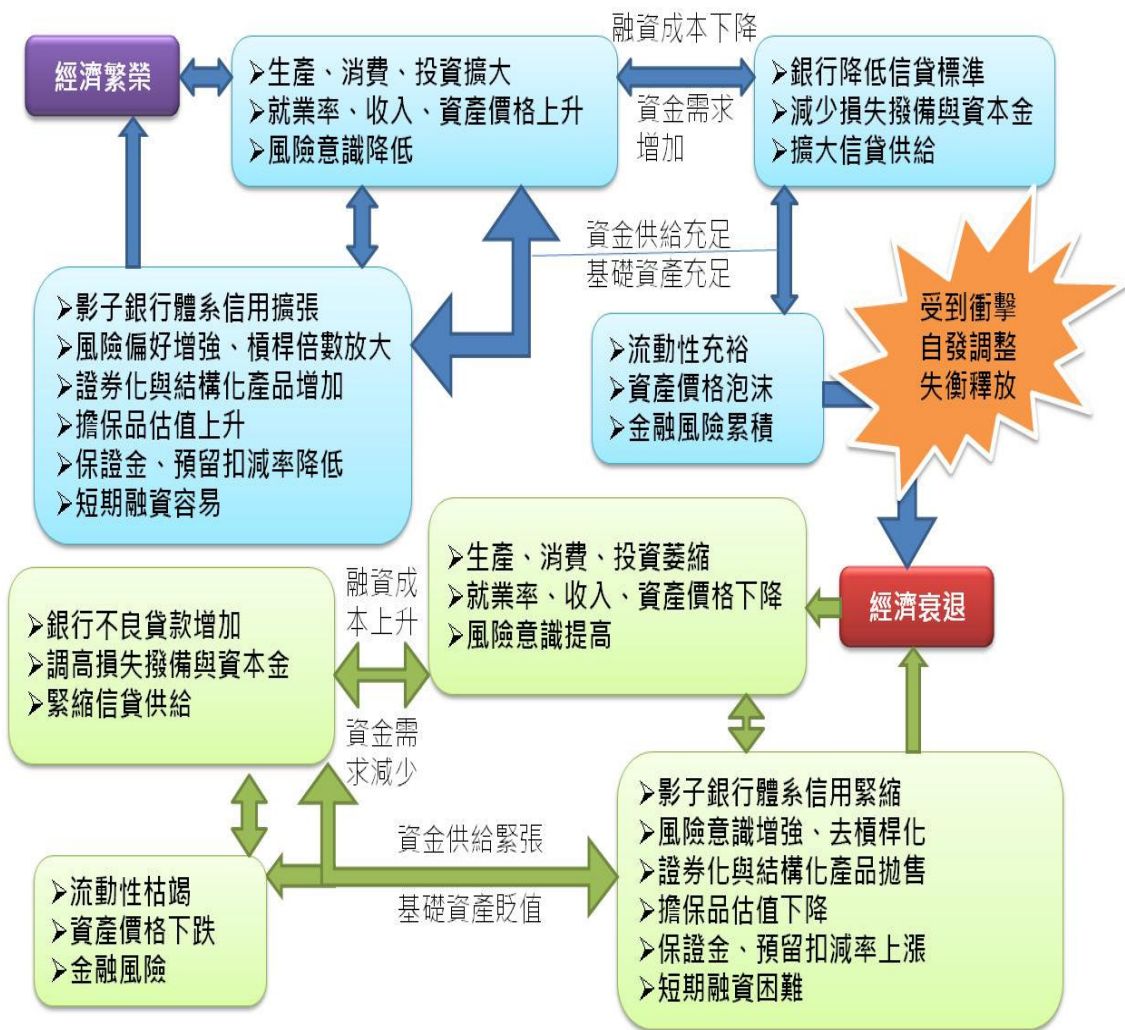 經濟繁榮
➢生產、消費、投資擴大
➢就業率、收入、資產價格上升
➢風險意識降低
融資成本下降
資金需求
增加
➢銀行降低信貸標準
➢減少損失撥備與資本金
➢擴大信貸供給
資金供給充足
基礎資產充足
➢影子銀行體系信用擴張
➢風險偏好增強、槓桿倍數放大
➢證券化與結構化產品增加
➢擔保品估值上升
➢保證金、預留扣減率降低
➢短期融資容易
➢流動性充裕
➢資產價格泡沫
➢金融風險累積
受到衝擊
自發調整
失衡釋放
經濟衰退
➢生產、消費、投資萎縮
➢就業率、收入、資產價格下降
➢風險意識提高
融資成
本上升
資金需
求減少
➢銀行不良貸款增加
➢調高損失撥備與資本金
➢緊縮信貸供給
資金供給緊張
基礎資產貶值
➢流動性枯竭
➢資產價格下跌
➢金融風險
➢影子銀行體系信用緊縮
➢風險意識增強、去槓桿化
➢證券化與結構化產品拋售
➢擔保品估值下降
➢保證金、預留扣減率上漲
➢短期融資困難